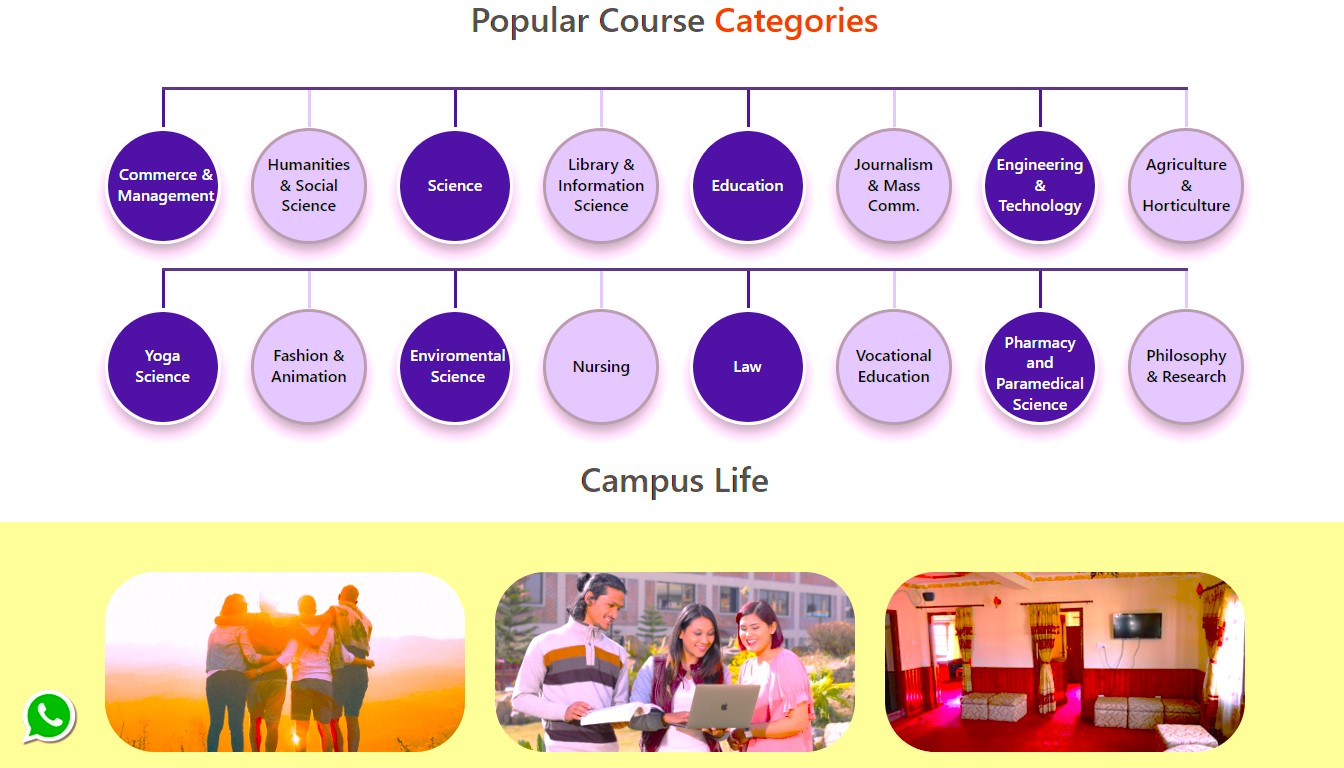 Popular Course Categories
Commerce &
Management
Humanities
& Social
Science
Science
Library &
Information
Science
Education
Journalism
& Mass
Comm.
Engineering
&
Technology
Agriculture
&
Horticulture
Yoga
Science
Fashion &
Animation
Enviromental
Science
Nursing
Law
Vocational
Education
Pharmacy
and
Paramedical
Science
Philosophy
& Research
Campus Life